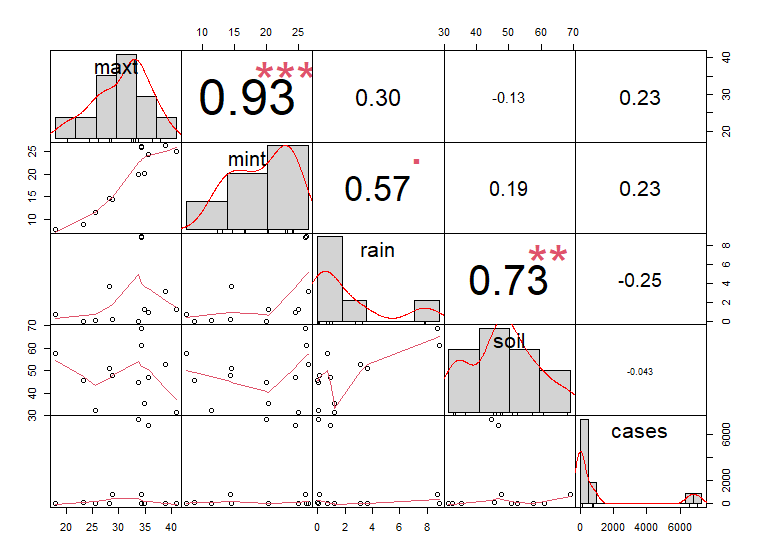 10 15 20 25 30 40 50 60 70
maxt 0.93 *** 0.30 -0.13 0.23 20 30 40
10 15 20 25 mint 0.57 . 0.19 0.23
rain 0.73 ** -0.25 0 2 4 6 8
30 40 50 60 70 soil -0.043
cases 0 2000 4000 6000
20 25 30 35 40 0 2 4 6 8 0 2000 4000 6000